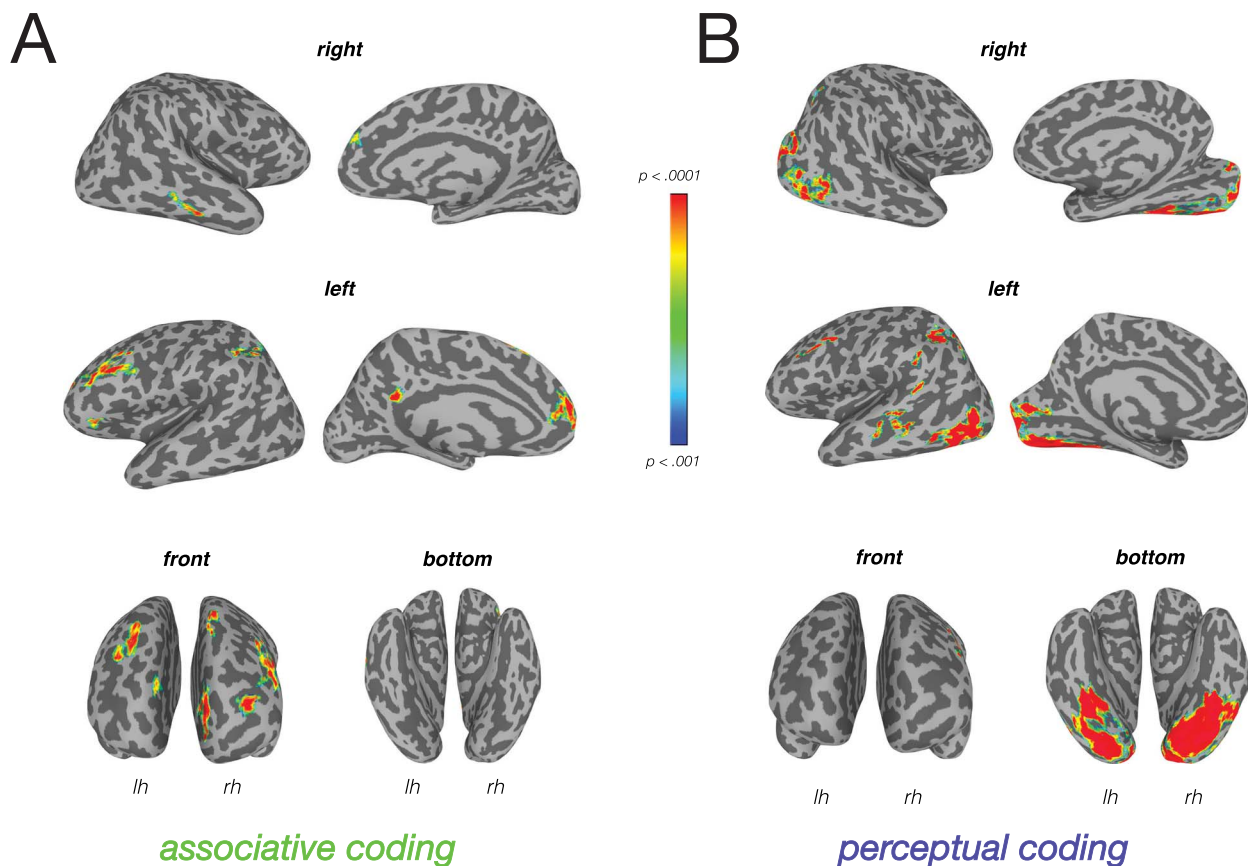 A
right
left
front
bottom
lh
rh
lh
rh
associative coding
p < .0001
p < .001
B
right
left
front
bottom
lh
rh
lh
rh
perceptual coding